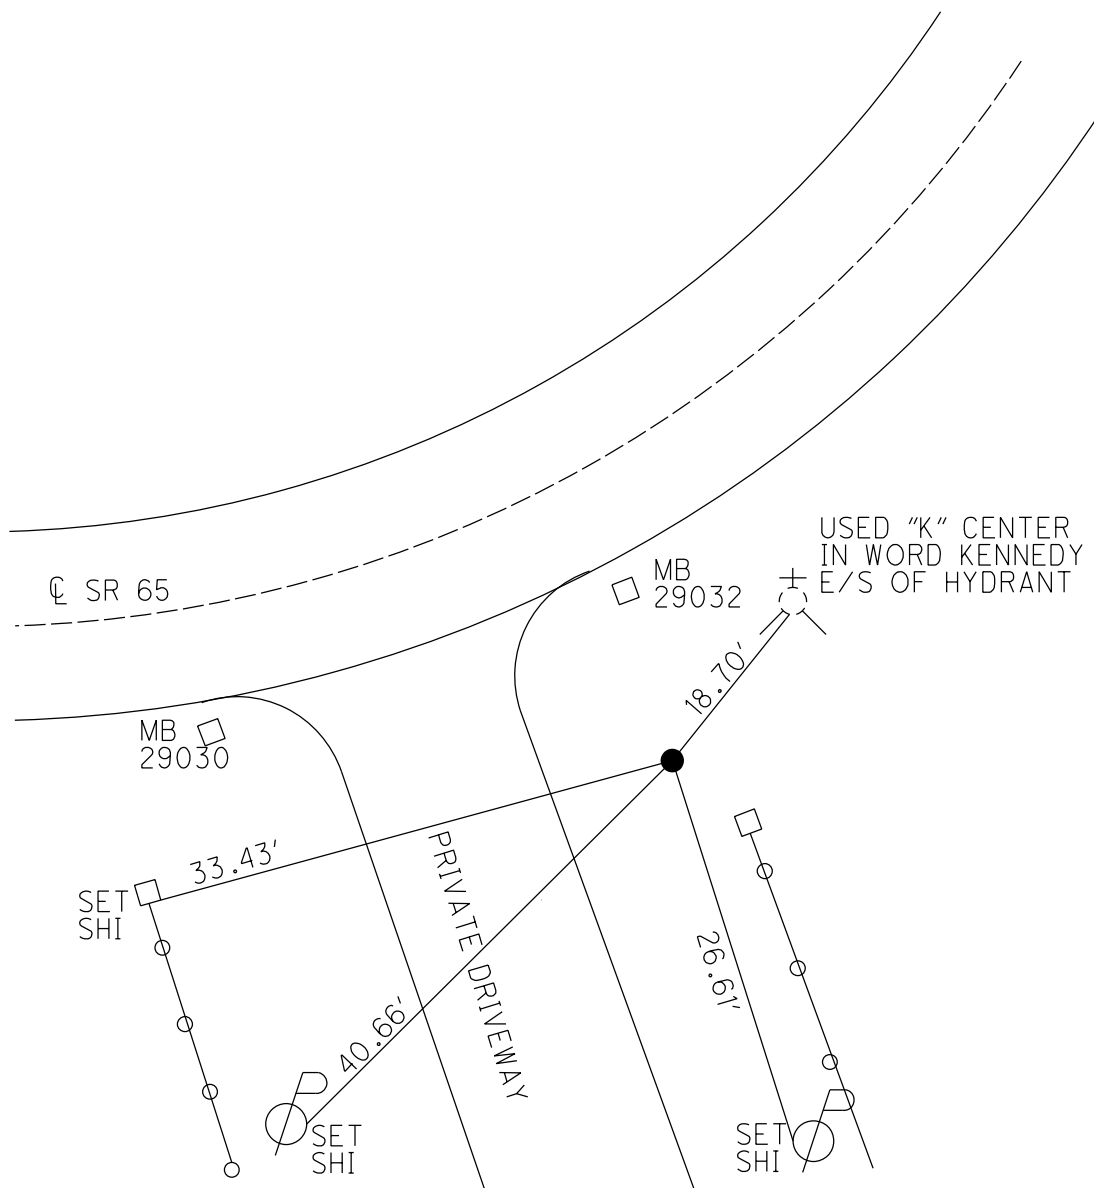 USED "K" CENTER
IN WORD KENNEDY
E/S OF HYDRANT
MB
29032
℄ SR 65
18.70'
MB
29030
33.43'
PRIVATE DRIVEWAY
SET
SHI
26.61'
40.66'
SET
SHI
SET
SHI